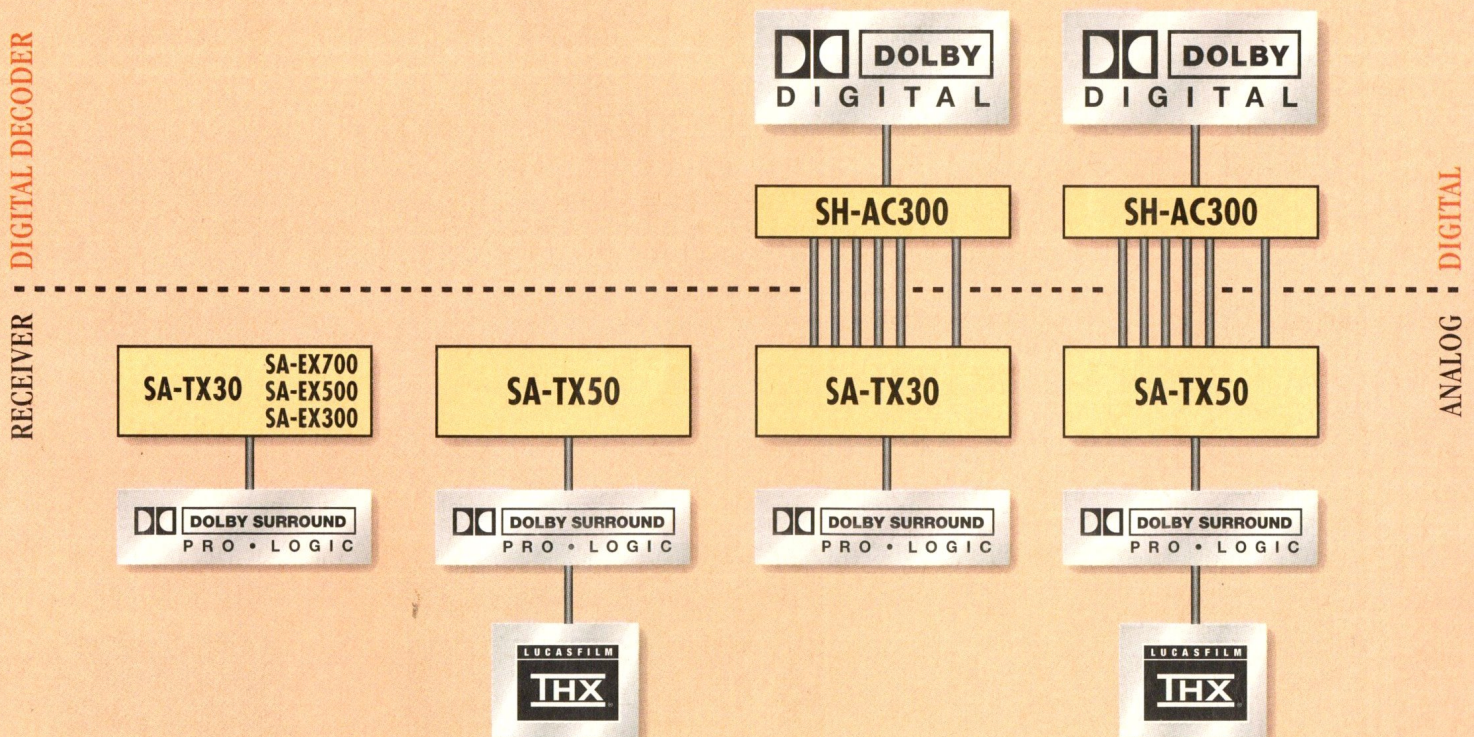 DIGITAL DECODER
RECEIVER
DOLBY
DIGITAL
DOLBY
DIGITAL
SH-AC300
SH-AC300
DIGITAL
ANALOG
SA-TX30
SA-EX700
SA-EX500
SA-EX300
SA-TX50
SA-TX30
SA-TX50
DOLBY SURROUND
PRO • LOGIC
DOLBY SURROUND
PRO • LOGIC
DOLBY SURROUND
PRO • LOGIC
DOLBY SURROUND
PRO • LOGIC
LUCASFILM
THX
LUCASFILM
THX